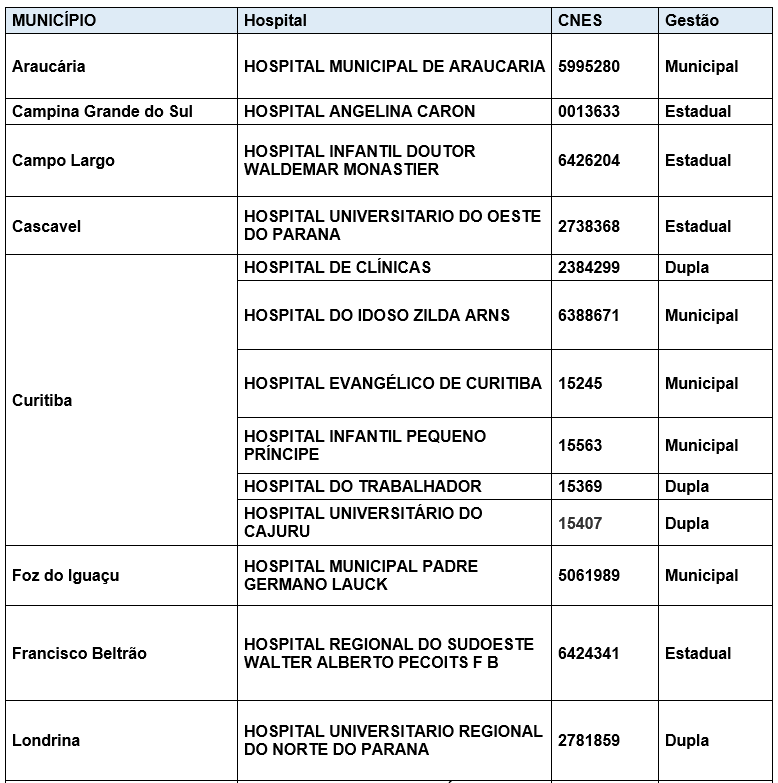 MUNICÍPIO Hospital CNES Gestão
Araucária HOSPITAL MUNICIPAL DE ARAUCARIA 5995280 Municipal
Campina Grande do Sul HOSPITAL ANGELINA CARON 0013633 Estadual
Campo Largo HOSPITAL INFANTIL DOUTOR
WALDEMAR MONASTIER 6426204 Estadual
Cascavel HOSPITAL UNIVERSITARIO DO OESTE
DO PARANA 2738368 Estadual
Curitiba
HOSPITAL DE CLÍNICAS 2384299 Dupla
HOSPITAL DO IDOSO ZILDA ARNS 6388671 Municipal
HOSPITAL EVANGÉLICO DE CURITIBA 15245 Municipal
HOSPITAL INFANTIL PEQUENO
PRÍNCIPE 15563 Municipal
HOSPITAL DO TRABALHADOR 15369 Dupla
HOSPITAL UNIVERSITÁRIO DO
CAJURU 15407 Dupla
Foz do Iguaçu HOSPITAL MUNICIPAL PADRE
GERMANO LAUCK 5061989 Municipal
Francisco Beltrão HOSPITAL REGIONAL DO SUDOESTE
WALTER ALBERTO PECOITS F B 6424341 Estadual
Londrina HOSPITAL UNIVERSITARIO REGIONAL
DO NORTE DO PARANA 2781859 Dupla